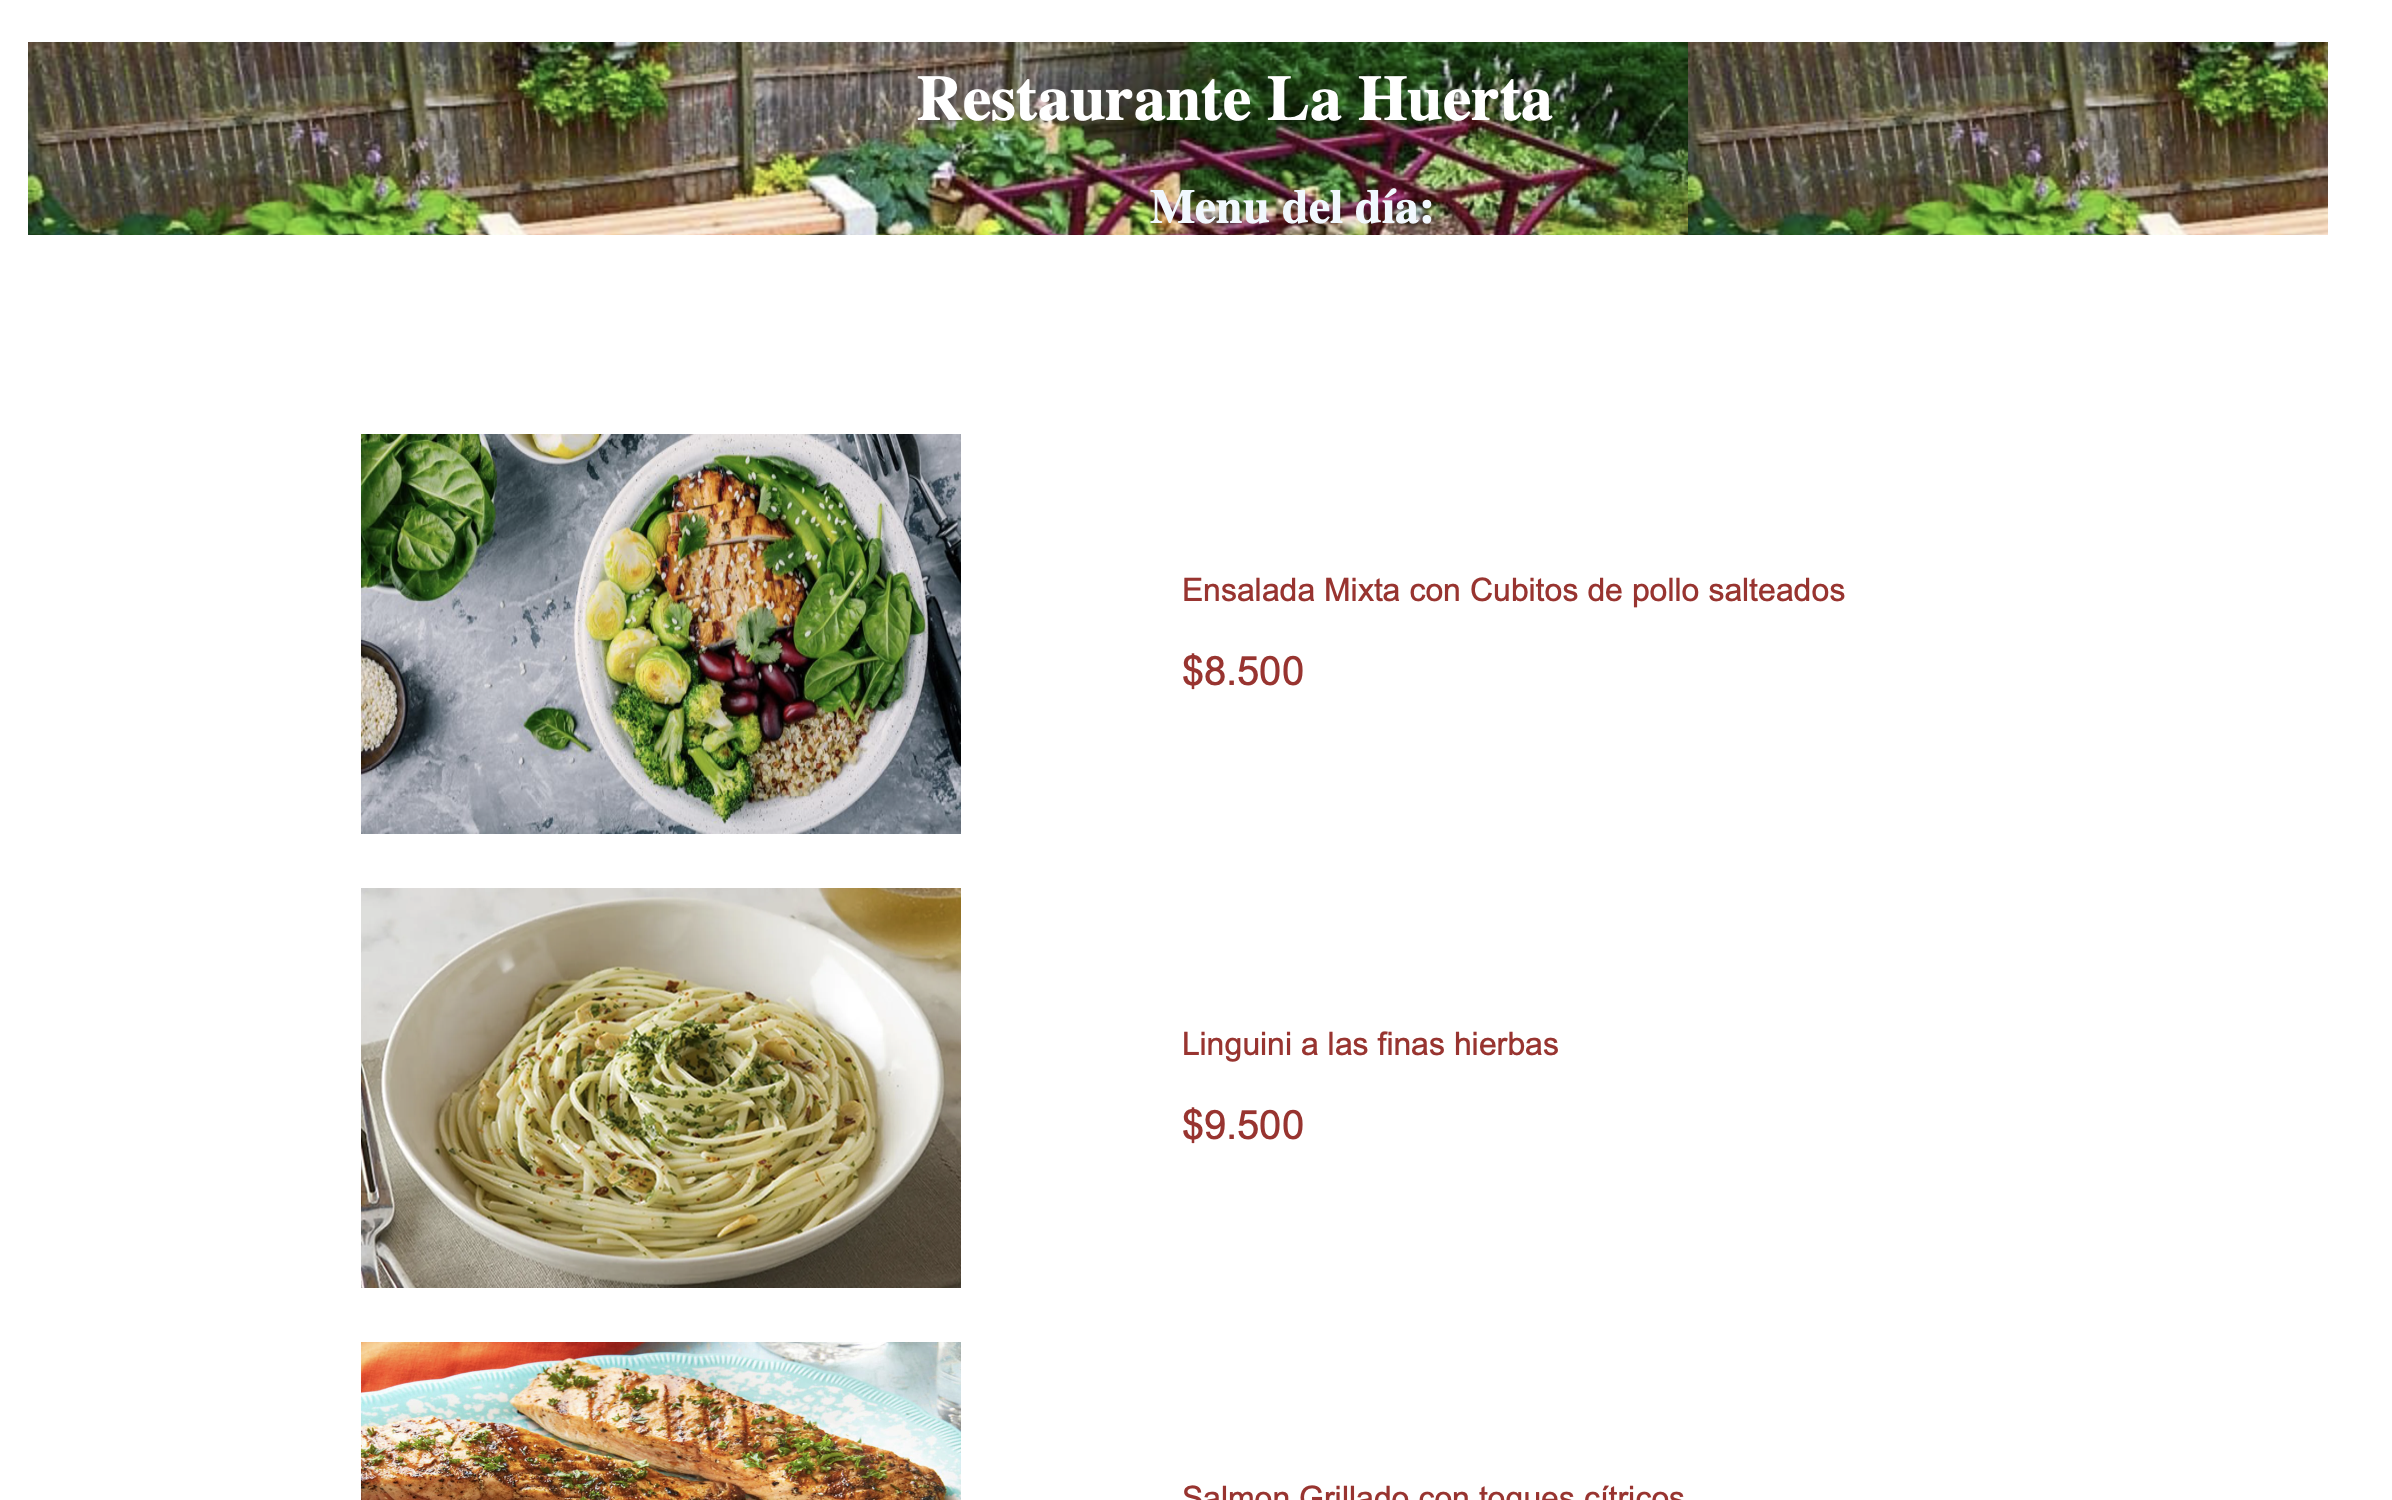 Restaurante La Huerta
Menu del día:
Ensalada Mixta con Cubitos de pollo salteados
$8.500
Linguini a las finas hierbas
$9.500
Salmon Grillado con toques cítricos